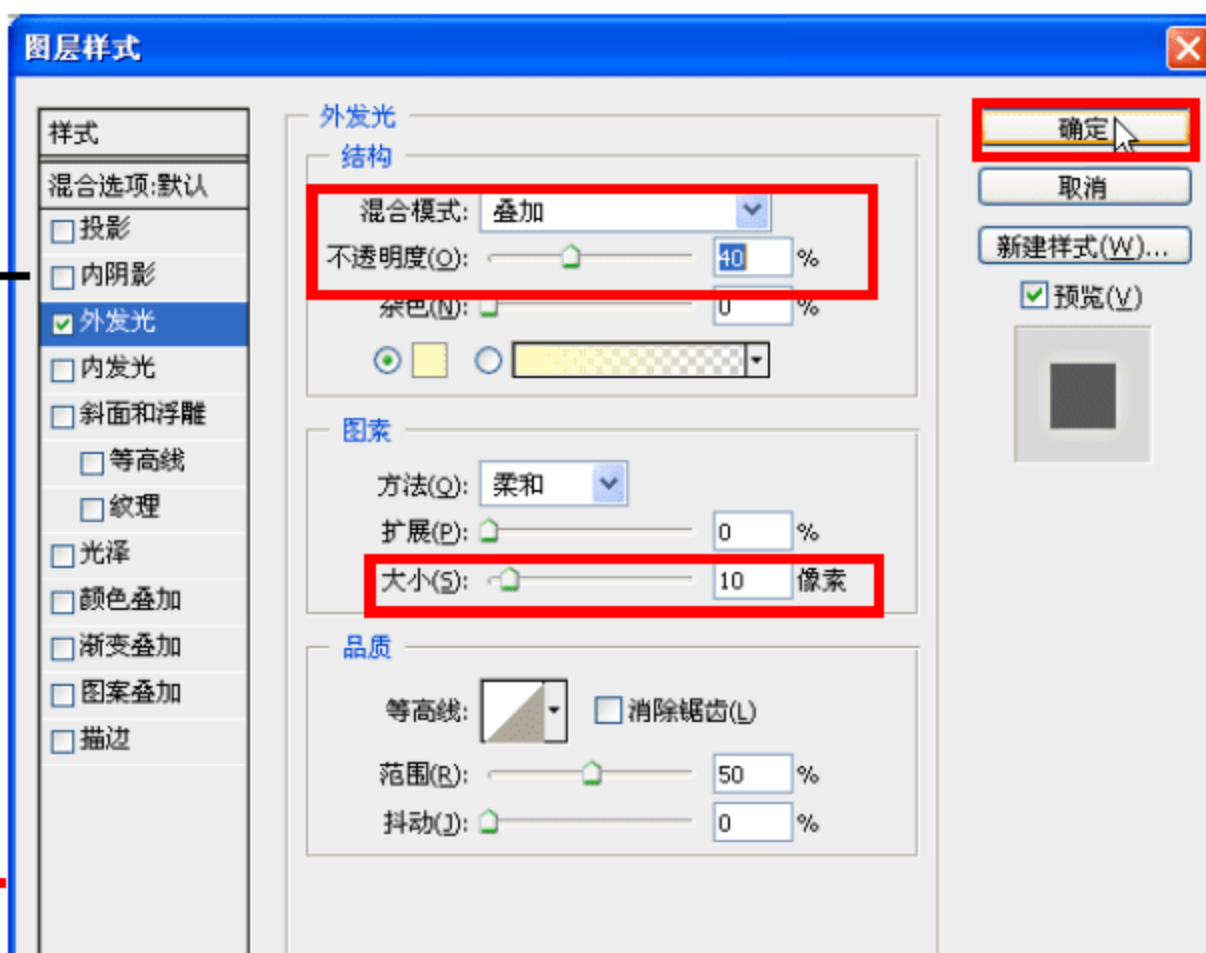 图层样式
样式
混合选项:默认
投影
内阴影
外发光
内发光
斜面和浮雕
等高线
纹理
光泽
颜色叠加
渐变叠加
图案叠加
描边
外发光
结构
混合模式: 叠加
不透明度(O): 40 %
杂色(N): 0 %
图素
方法(Q): 柔和
扩展(P): 0 %
大小(S): 10 像素
品质
等高线: 消除锯齿(L)
范围(R): 50 %
抖动(J): 0 %
确定
取消
新建样式(W)...
预览(V)